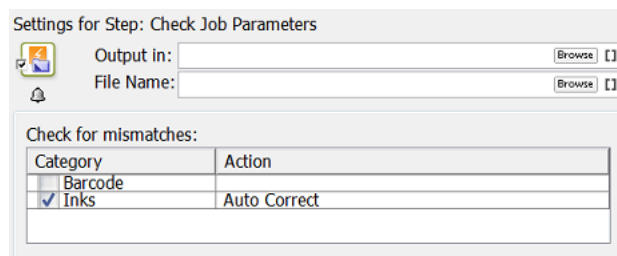 Settings for Step: Check Job Parameters
Output in: Browse []
File Name: Browse []
Check for mismatches:
Category Action
Barcode
Inks Auto Correct